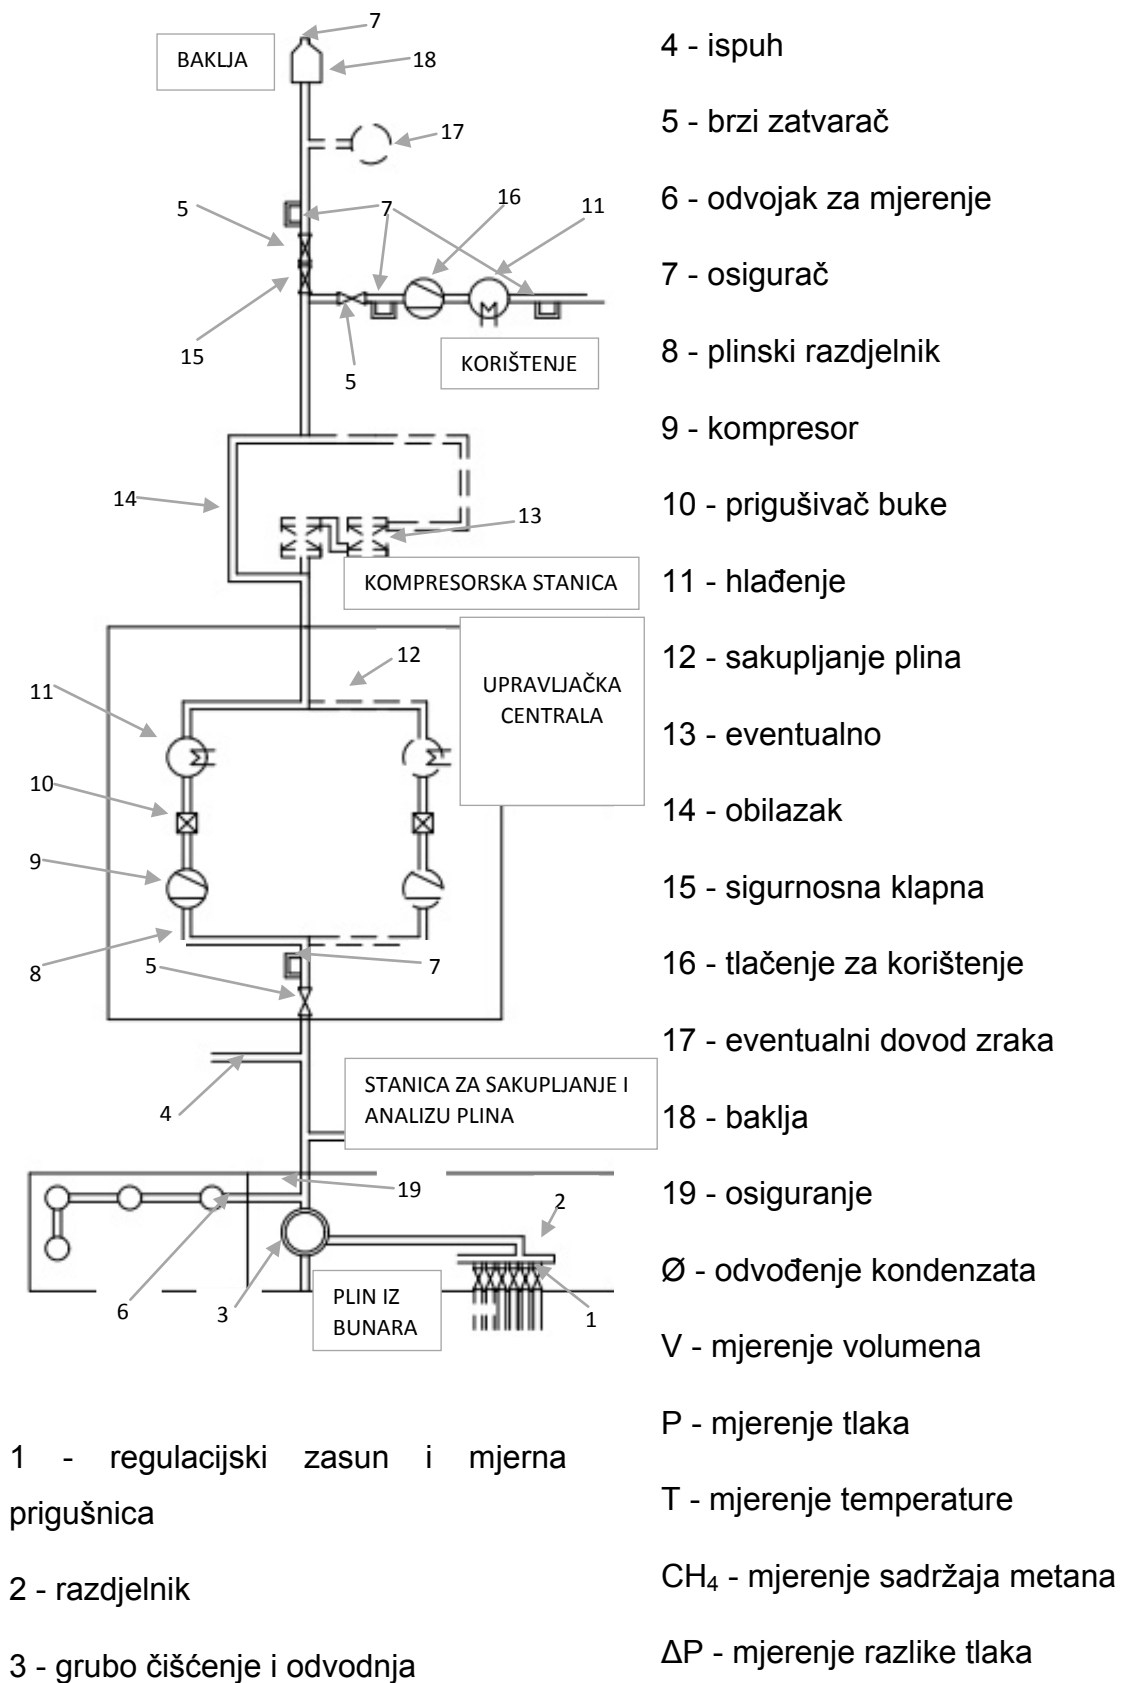 7
BAKLJA
18
17
5
7
16
11
15
5
KORIŠTENJE
14
13
KOMPRESORSKA STANICA
12
UPRAVLJAČKA
CENTRALA
11
10
9
8
5
7
4
STANICA ZA SAKUPLJANJE I
ANALIZU PLINA
19
2
6
3
PLIN IZ
BUNARA
1
1 - regulacijski zasun i mjerna
prigušnica
2 - razdjelnik
3 - grubo čišćenje i odvodnja
4 - ispuh
5 - brzi zatvarač
6 - odvojak za mjerenje
7 - osigurač
8 - plinski razdjelnik
9 - kompresor
10 - prigušivač buke
11 - hlađenje
12 - sakupljanje plina
13 - eventualno
14 - obilazak
15 - sigurnosna klapna
16 - tlačenje za korištenje
17 - eventualni dovod zraka
18 - baklja
19 - osiguranje
Ø - odvođenje kondenzata
V - mjerenje volumena
P - mjerenje tlaka
T - mjerenje temperature
CH₄ - mjerenje sadržaja metana
ΔP - mjerenje razlike tlaka